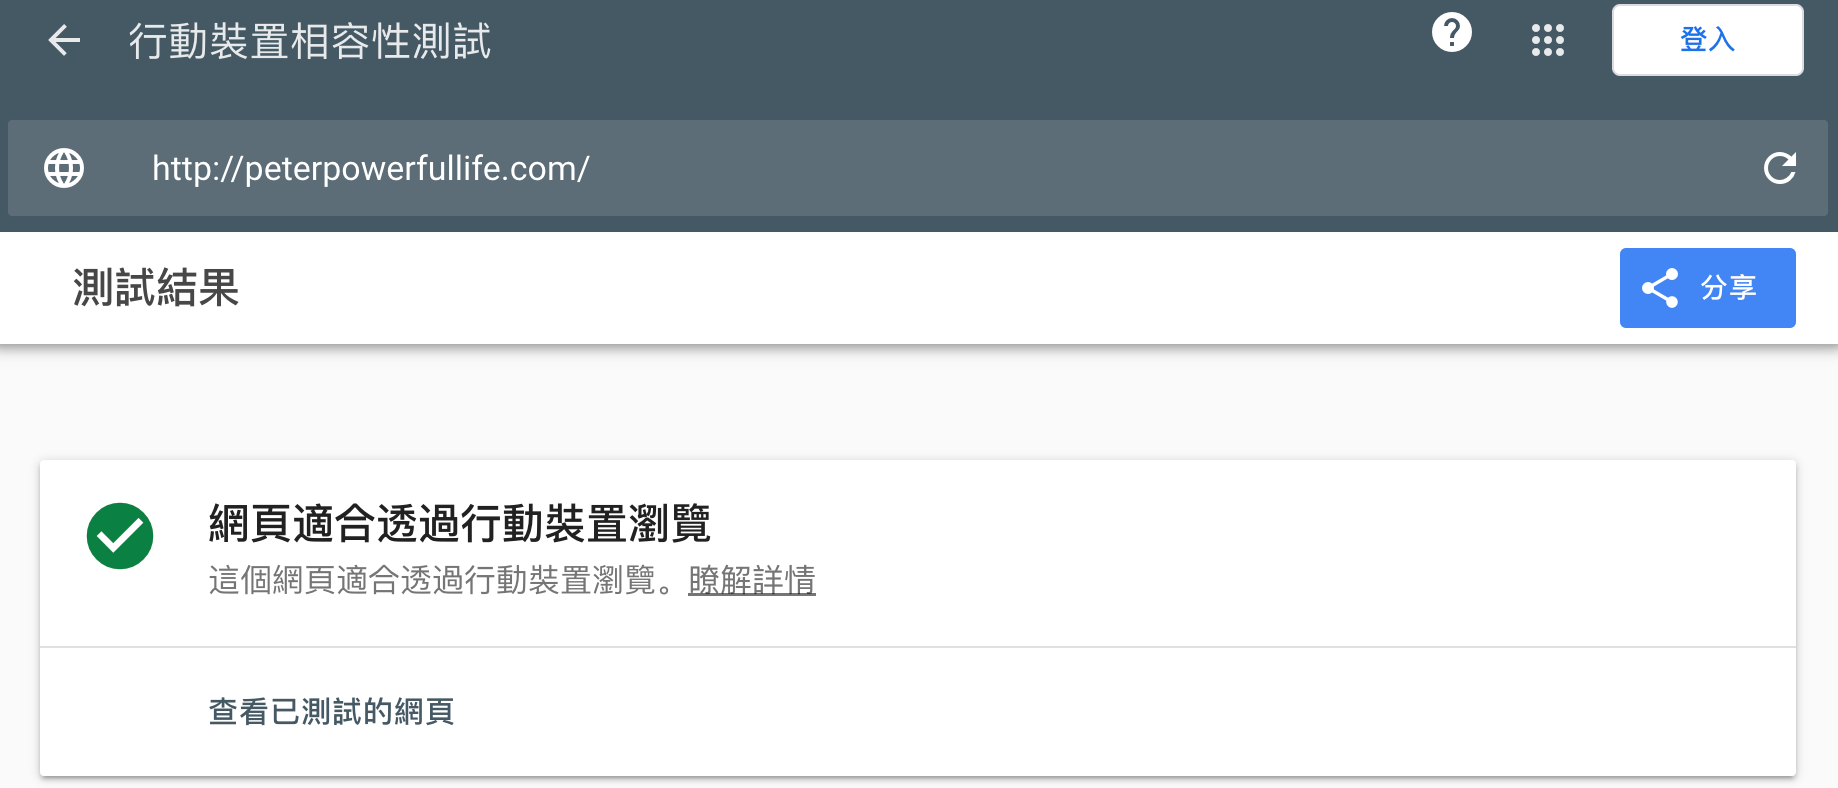 行動裝置相容性測試
登入
http://peterpowerfullife.com/
測試結果
分享
網頁適合透過行動裝置瀏覽
這個網頁適合透過行動裝置瀏覽。瞭解詳情
查看已測試的網頁